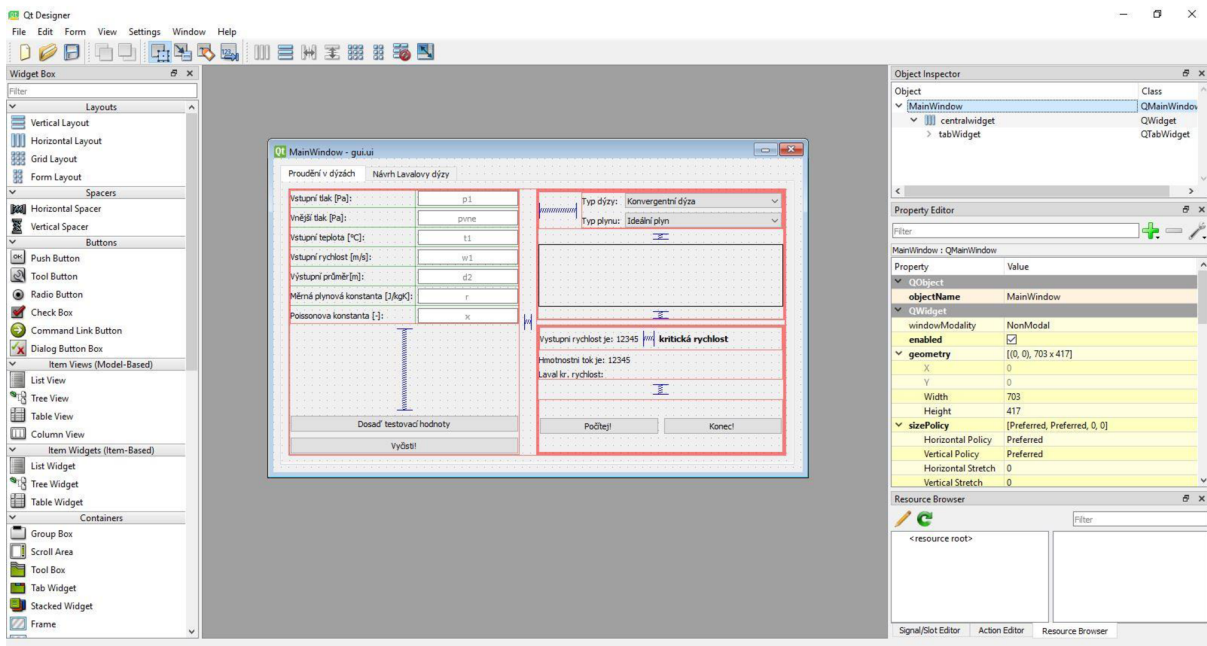 Qt Designer
File Edit Form View Settings Window Help
Widget Box
Filter
Layouts
Vertical Layout
Horizontal Layout
Grid Layout
Form Layout
Spacers
Horizontal Spacer
Vertical Spacer
Buttons
OK Push Button
Tool Button
Radio Button
Check Box
Command Link Button
Dialog Button Box
Item Views (Model-Based)
List View
Tree View
Table View
Column View
Item Widgets (Item-Based)
List Widget
Tree Widget
Table Widget
Containers
Group Box
Scroll Area
Tool Box
Tab Widget
Stacked Widget
Frame
Qt MainWindow - gui.ui
Proudění v dýzách Návrh Lavalovy dýzy
Vstupní tlak [Pa]: p1
Vnější tlak [Pa]: pvne
Vstupní teplota [°C]: t1
Vstupní rychlost [m/s]: w1
Výstupní průměr[m]: d2
Měrná plynová konstanta [J/kgK]: r
Poissonova konstanta [-]: ϰ
Dosaď testovací hodnoty
Vyčisti!
Typ dýzy: Konvergentní dýza
Typ plynu: Ideální plyn
Vystupni rychlost je: 12345 kritická rychlost
Hmotnostni tok je: 12345
Laval kr. rychlost:
Počítej! Konec!
Object Inspector
Object Class
MainWindow QMainWindow
centralwidget QWidget
tabWidget QTabWidget
Property Editor
Filter
MainWindow : QMainWindow
Property Value
QObject
objectName MainWindow
QWidget
windowModality NonModal
enabled
geometry [(0, 0), 703 x 417]
X 0
Y 0
Width 703
Height 417
sizePolicy [Preferred, Preferred, 0, 0]
Horizontal Policy Preferred
Vertical Policy Preferred
Horizontal Stretch 0
Vertical Stretch 0
Resource Browser
Filter
<resource root>
Signal/Slot Editor Action Editor Resource Browser